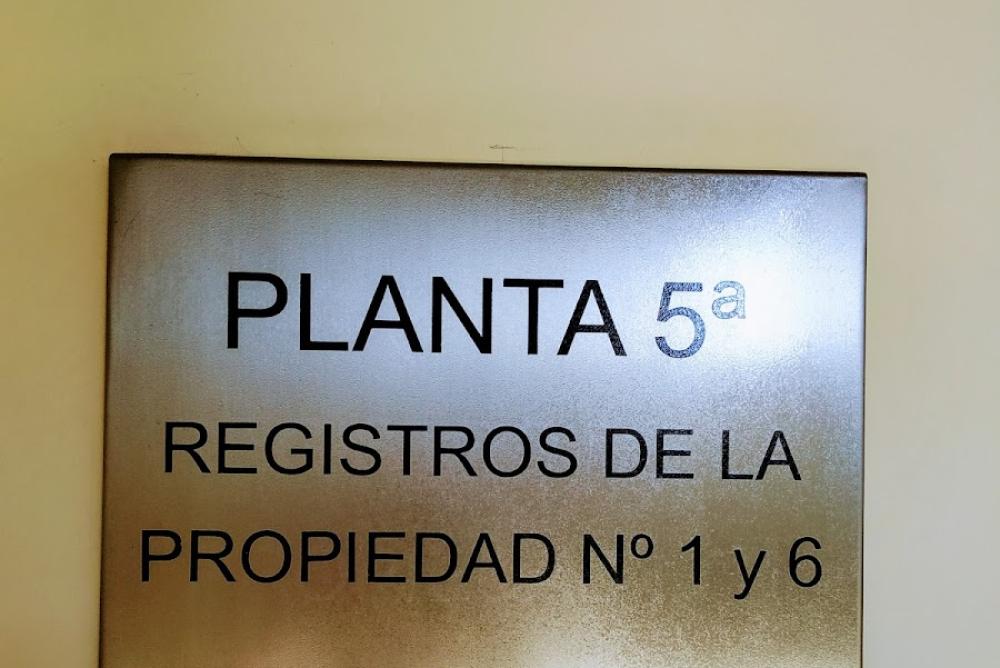 PLANTA 5ª
REGISTROS DE LA
PROPIEDAD Nº 1 y 6